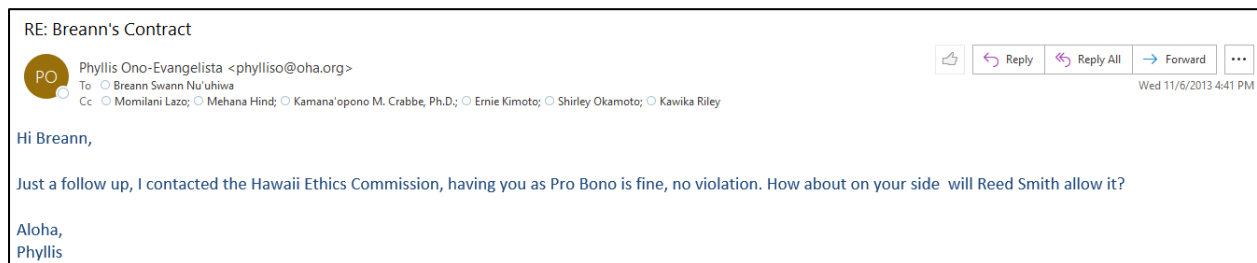 RE: Breann's Contract
PO
Phyllis Ono-Evangelista <phylliso@oha.org>
To Breann Swann Nu'uhiwa
Cc Momilani Lazo; Mehana Hind; Kamana'opono M. Crabbe, Ph.D.; Ernie Kimoto; Shirley Okamoto; Kawika Riley
Reply Reply All Forward ...
Wed 11/6/2013 4:41 PM
Hi Breann,
Just a follow up, I contacted the Hawaii Ethics Commission, having you as Pro Bono is fine, no violation. How about on your side  will Reed Smith allow it?
Aloha,
Phyllis